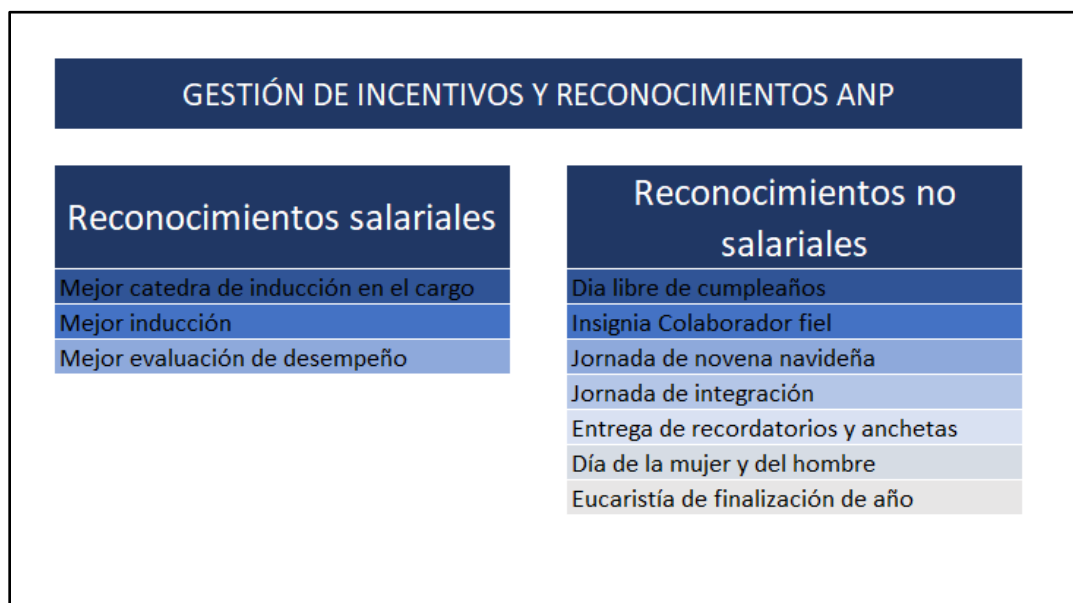 GESTIÓN DE INCENTIVOS Y RECONOCIMIENTOS ANP
Reconocimientos salariales
Mejor catedra de inducción en el cargo
Mejor inducción
Mejor evaluación de desempeño
Reconocimientos no
salariales
Dia libre de cumpleaños
Insignia Colaborador fiel
Jornada de novena navideña
Jornada de integración
Entrega de recordatorios y anchetas
Día de la mujer y del hombre
Eucaristía de finalización de año